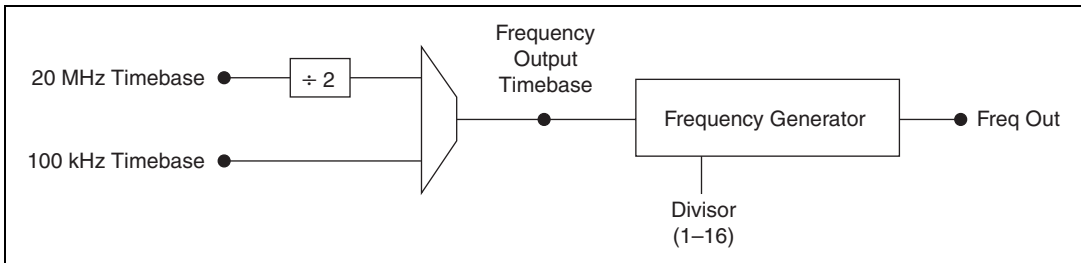 Frequency
Output
Timebase
20 MHz Timebase
÷ 2
Frequency Generator
Freq Out
100 kHz Timebase
Divisor
(1–16)